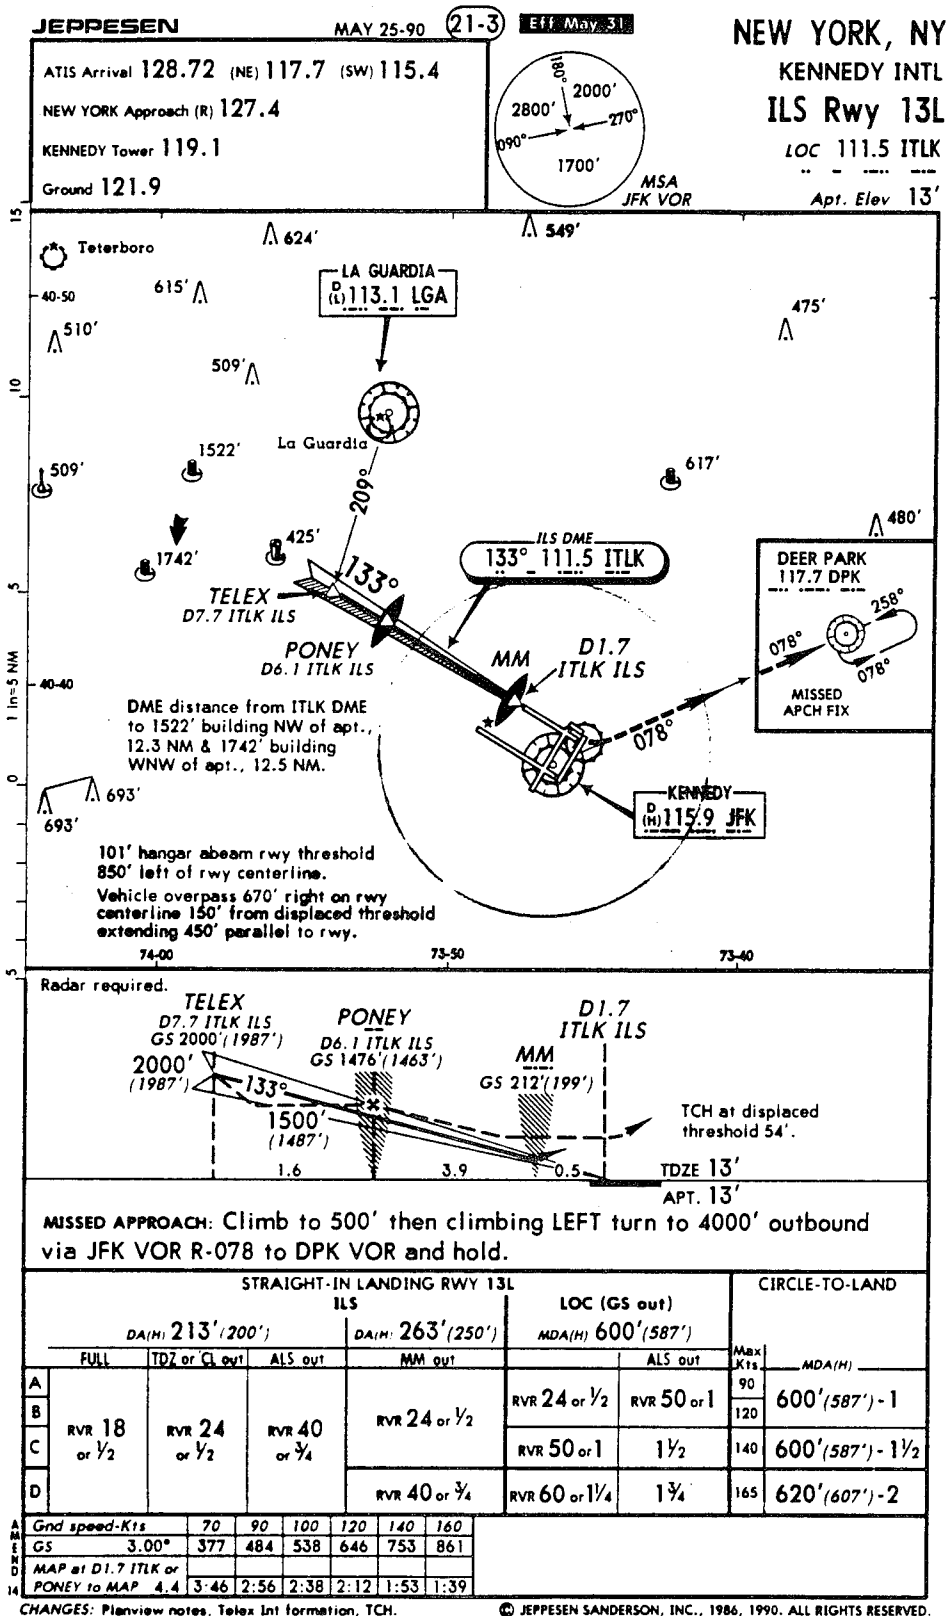 JEPPESEN MAY 25-90 21-3 Eff May 31
NEW YORK, NY
KENNEDY INTL
ILS Rwy 13L
LOC 111.5 ITLK
Apt. Elev 13'
ATIS Arrival 128.72 (NE) 117.7 (SW) 115.4
NEW YORK Approach (R) 127.4
KENNEDY Tower 119.1
Ground 121.9
180°
2000'
2800'
270°
090°
1700'
MSA
JFK VOR
15
624'
549'
Teterboro
LA GUARDIA
D
(L) 113.1 LGA
615'
40-50
475'
510'
509'
10
La Guardia
1522'
509'
617'
209°
480'
425'
1742'
ILS DME
133° 111.5 ITLK
DEER PARK
117.7 DPK
133°
5
TELEX
D7.7 ITLK ILS
258°
PONEY
D6.1 ITLK ILS
MM
D1.7
ITLK ILS
078°
078°
1 in=5 NM
40-40
MISSED
APCH FIX
DME distance from ITLK DME
to 1522' building NW of apt.,
12.3 NM & 1742' building
WNW of apt., 12.5 NM.
078°
0
693'
693'
KENNEDY
D
(H) 115.9 JFK
101' hangar abeam rwy threshold
850' left of rwy centerline.
Vehicle overpass 670' right on rwy
centerline 150' from displaced threshold
extending 450' parallel to rwy.
74-00 73-50 73-40
5
Radar required.
TELEX
D7.7 ITLK ILS
GS 2000'(1987')
PONEY
D6.1 ITLK ILS
GS 1476'(1463')
D1.7
ITLK ILS
MM
GS 212'(199')
2000'
(1987')
133°
1500'
(1487')
TCH at displaced
threshold 54'.
1.6 3.9 0.5
TDZE 13'
APT. 13'
MISSED APPROACH: Climb to 500' then climbing LEFT turn to 4000' outbound
via JFK VOR R-078 to DPK VOR and hold.
STRAIGHT-IN LANDING RWY 13L CIRCLE-TO-LAND
ILS LOC (GS out)
DA(H) 213'(200') DA(H) 263'(250') MDA(H) 600'(587')
FULL TDZ or CL out ALS out MM out ALS out Max Kts. MDA(H)
A
B
C
D
RVR 18 or 1/2
RVR 24 or 1/2
RVR 40 or 3/4
RVR 24 or 1/2
RVR 40 or 3/4
RVR 24 or 1/2 RVR 50 or 1
RVR 50 or 1 1 1/2
RVR 60 or 1 1/4 1 3/4
90
120
600'(587')-1
140 600'(587')-1 1/2
165 620'(607')-2
AMEND 14
Gnd speed-Kts 70 90 100 120 140 160
GS 3.00° 377 484 538 646 753 861
MAP at D1.7 ITLK or
PONEY to MAP 4.4 3:46 2:56 2:38 2:12 1:53 1:39
CHANGES: Planview notes, Telex Int formation, TCH. © JEPPESEN SANDERSON, INC., 1986, 1990. ALL RIGHTS RESERVED.